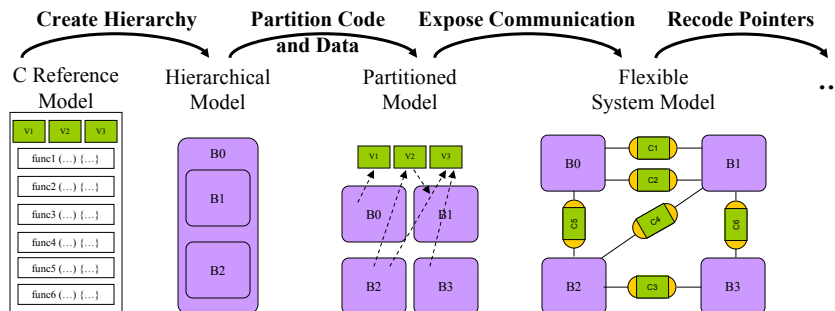 Create Hierarchy
Partition Code
and Data
Expose Communication
Recode Pointers
C Reference
Model
Hierarchical
Model
Partitioned
Model
Flexible
System Model
..
V1 V2 V3
func1 (…) {…}
func2 (…) {…}
func3 (…) {…}
func4 (…) {…}
func5 (…) {…}
func6 (…) {…}
B0
B1
B2
V1 V2 V3
B0 B1
B2 B3
B0 C1 B1
C2
C5 C4 C6
B2 C3 B3